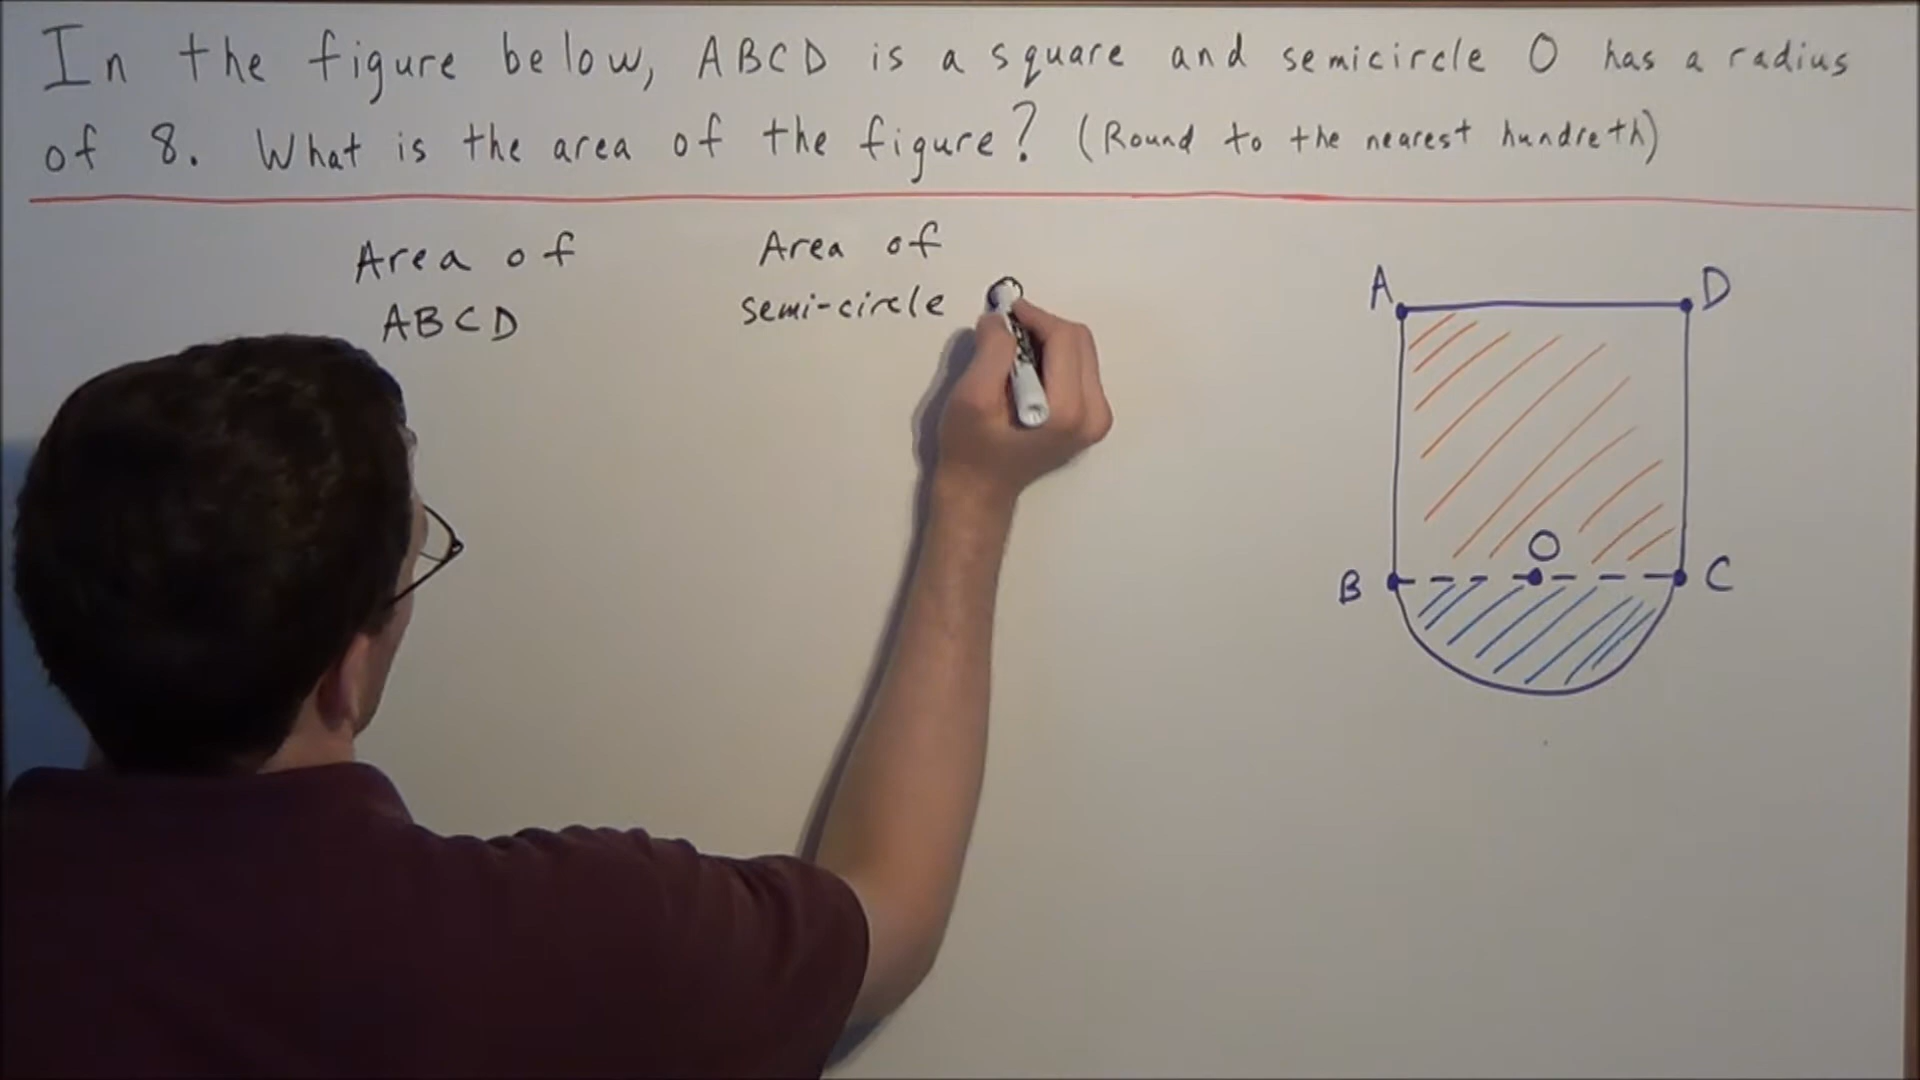 In the figure below, ABCD is a square and semicircle O has a radius
of 8. What is the area of the figure? (Round to the nearest hundreth)
Area of
ABCD
Area of
semi-circle O
A
D
O
B
C